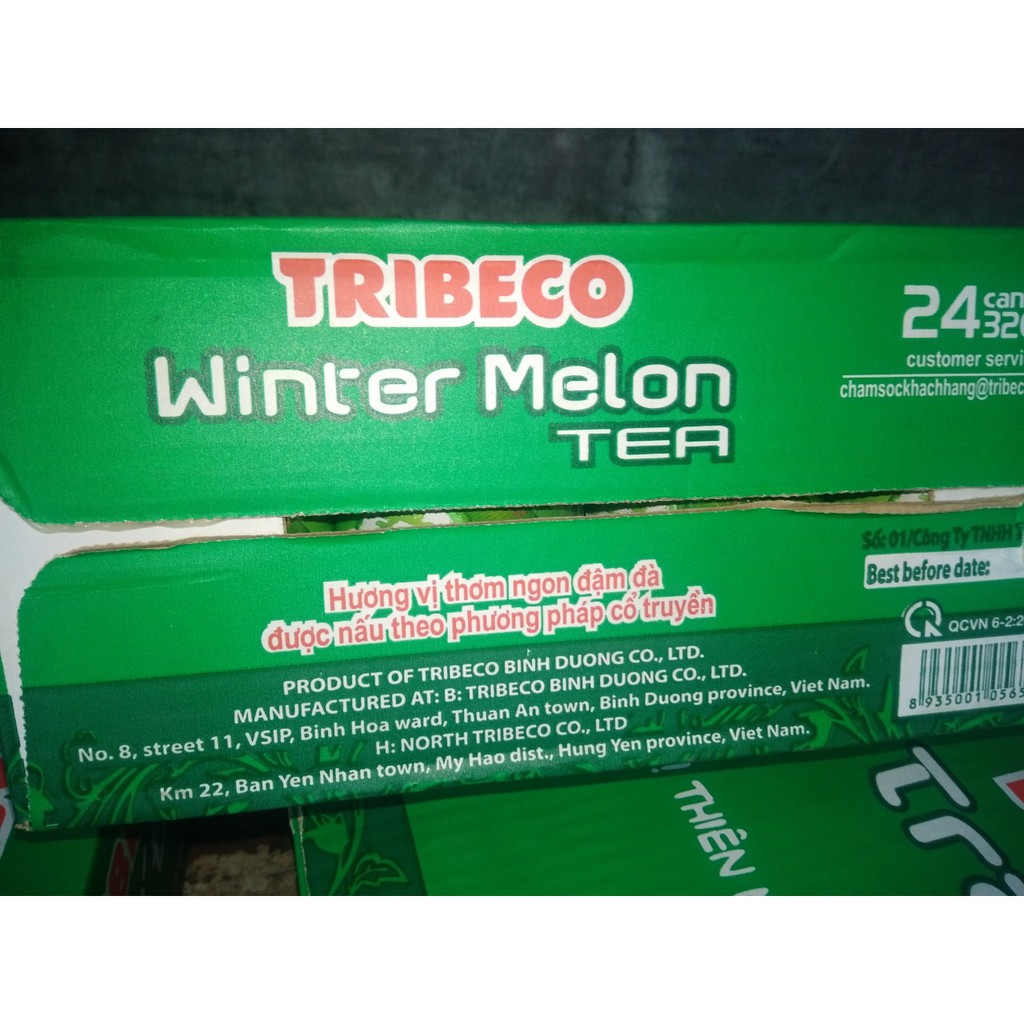 TRIBECO
Winter Melon
TEA
24
can
customer servi
chamsockhachhang@tribec
Số: 01/Công Ty TNHH T
Best before date:
Hương vị thơm ngon đậm đà
được nấu theo phương pháp cổ truyền
QCVN 6-2:2
PRODUCT OF TRIBECO BINH DUONG CO., LTD.
MANUFACTURED AT: B: TRIBECO BINH DUONG CO., LTD.
No. 8, street 11, VSIP, Binh Hoa ward, Thuan An town, Binh Duong province, Viet Nam.
H: NORTH TRIBECO CO., LTD
Km 22, Ban Yen Nhan town, My Hao dist., Hung Yen province, Viet Nam.
8 935001 0565
THIÊN